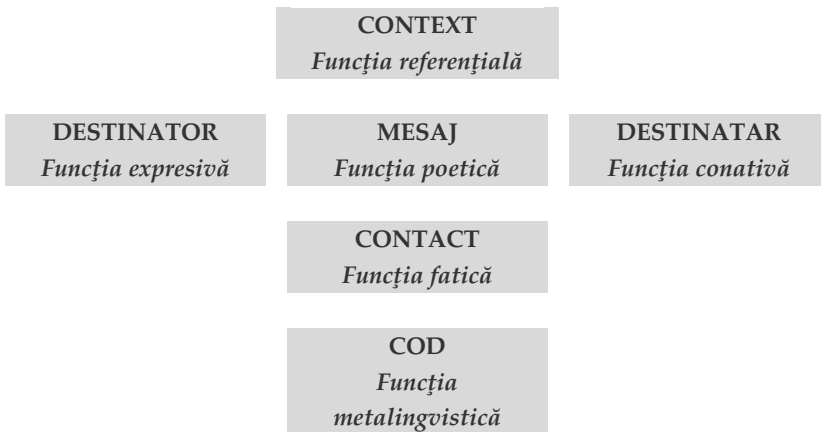 CONTEXT
Funcţia referenţială
DESTINATOR
Funcţia expresivă
MESAJ
Funcţia poetică
DESTINATAR
Funcţia conativă
CONTACT
Funcţia fatică
COD
Funcţia
metalingvistică